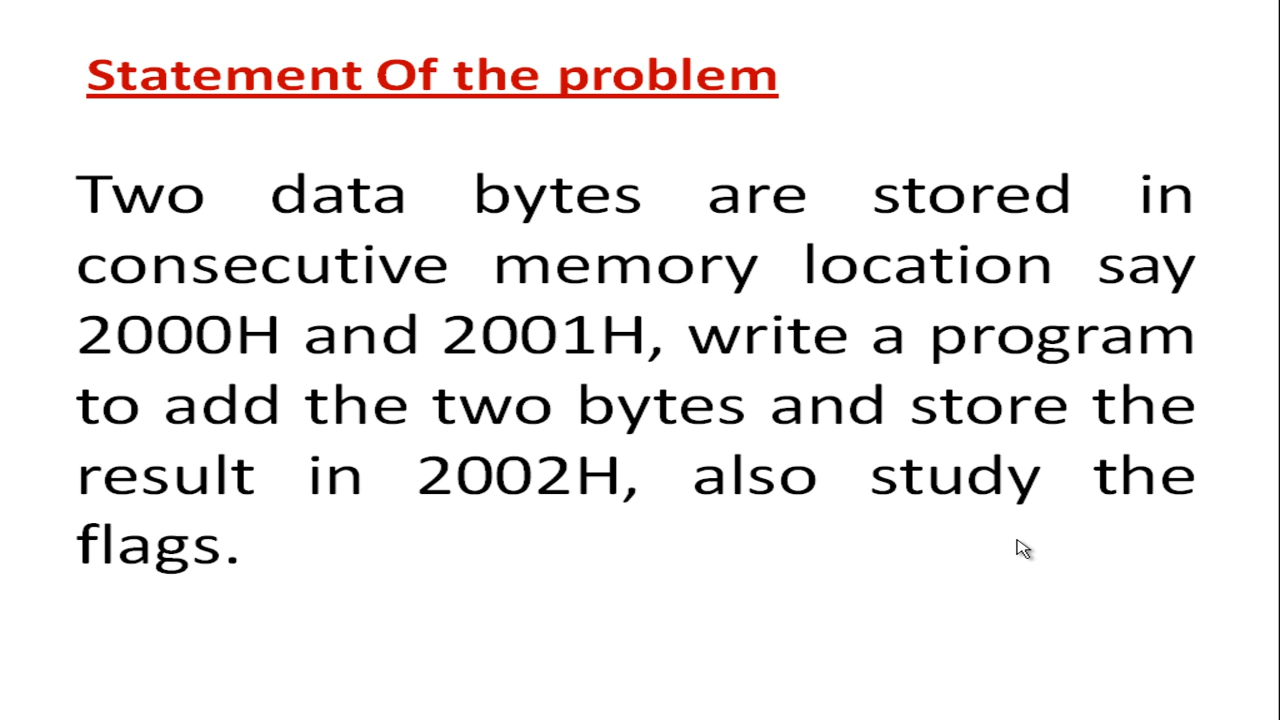 Statement Of the problem
Two data bytes are stored in
consecutive memory location say
2000H and 2001H, write a program
to add the two bytes and store the
result in 2002H, also study the
flags.